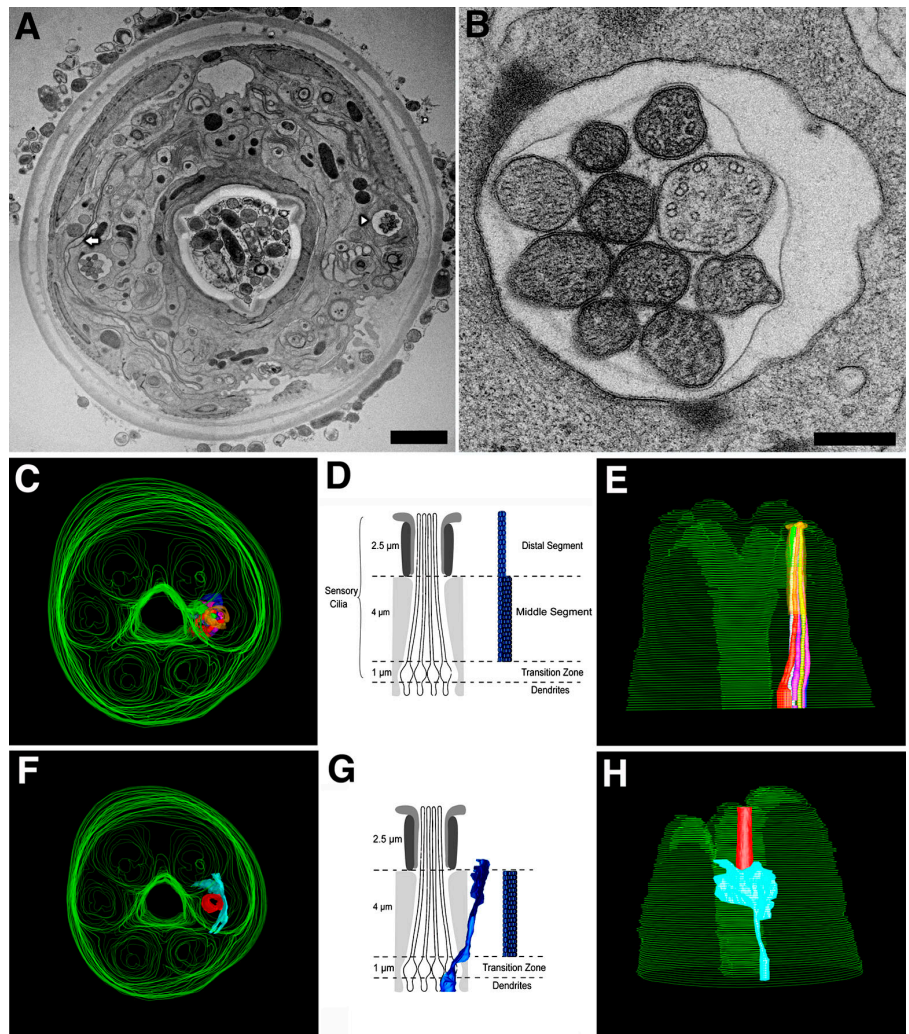 A
B
C
D
2.5 µm
Distal Segment
Sensory
Cilia
4 µm
Middle Segment
1 µm
Transition Zone
Dendrites
E
F
G
2.5 µm
4 µm
1 µm
Transition Zone
Dendrites
H